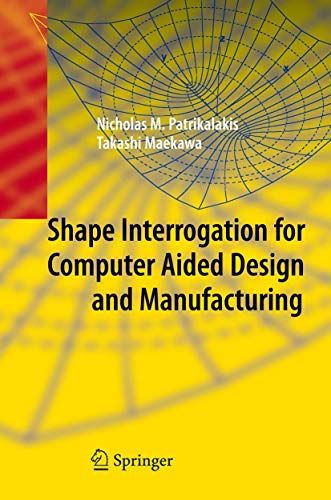 Nicholas M. Patrikalakis
Takashi Maekawa
Shape Interrogation for
Computer Aided Design
and Manufacturing
x
y
z
Springer